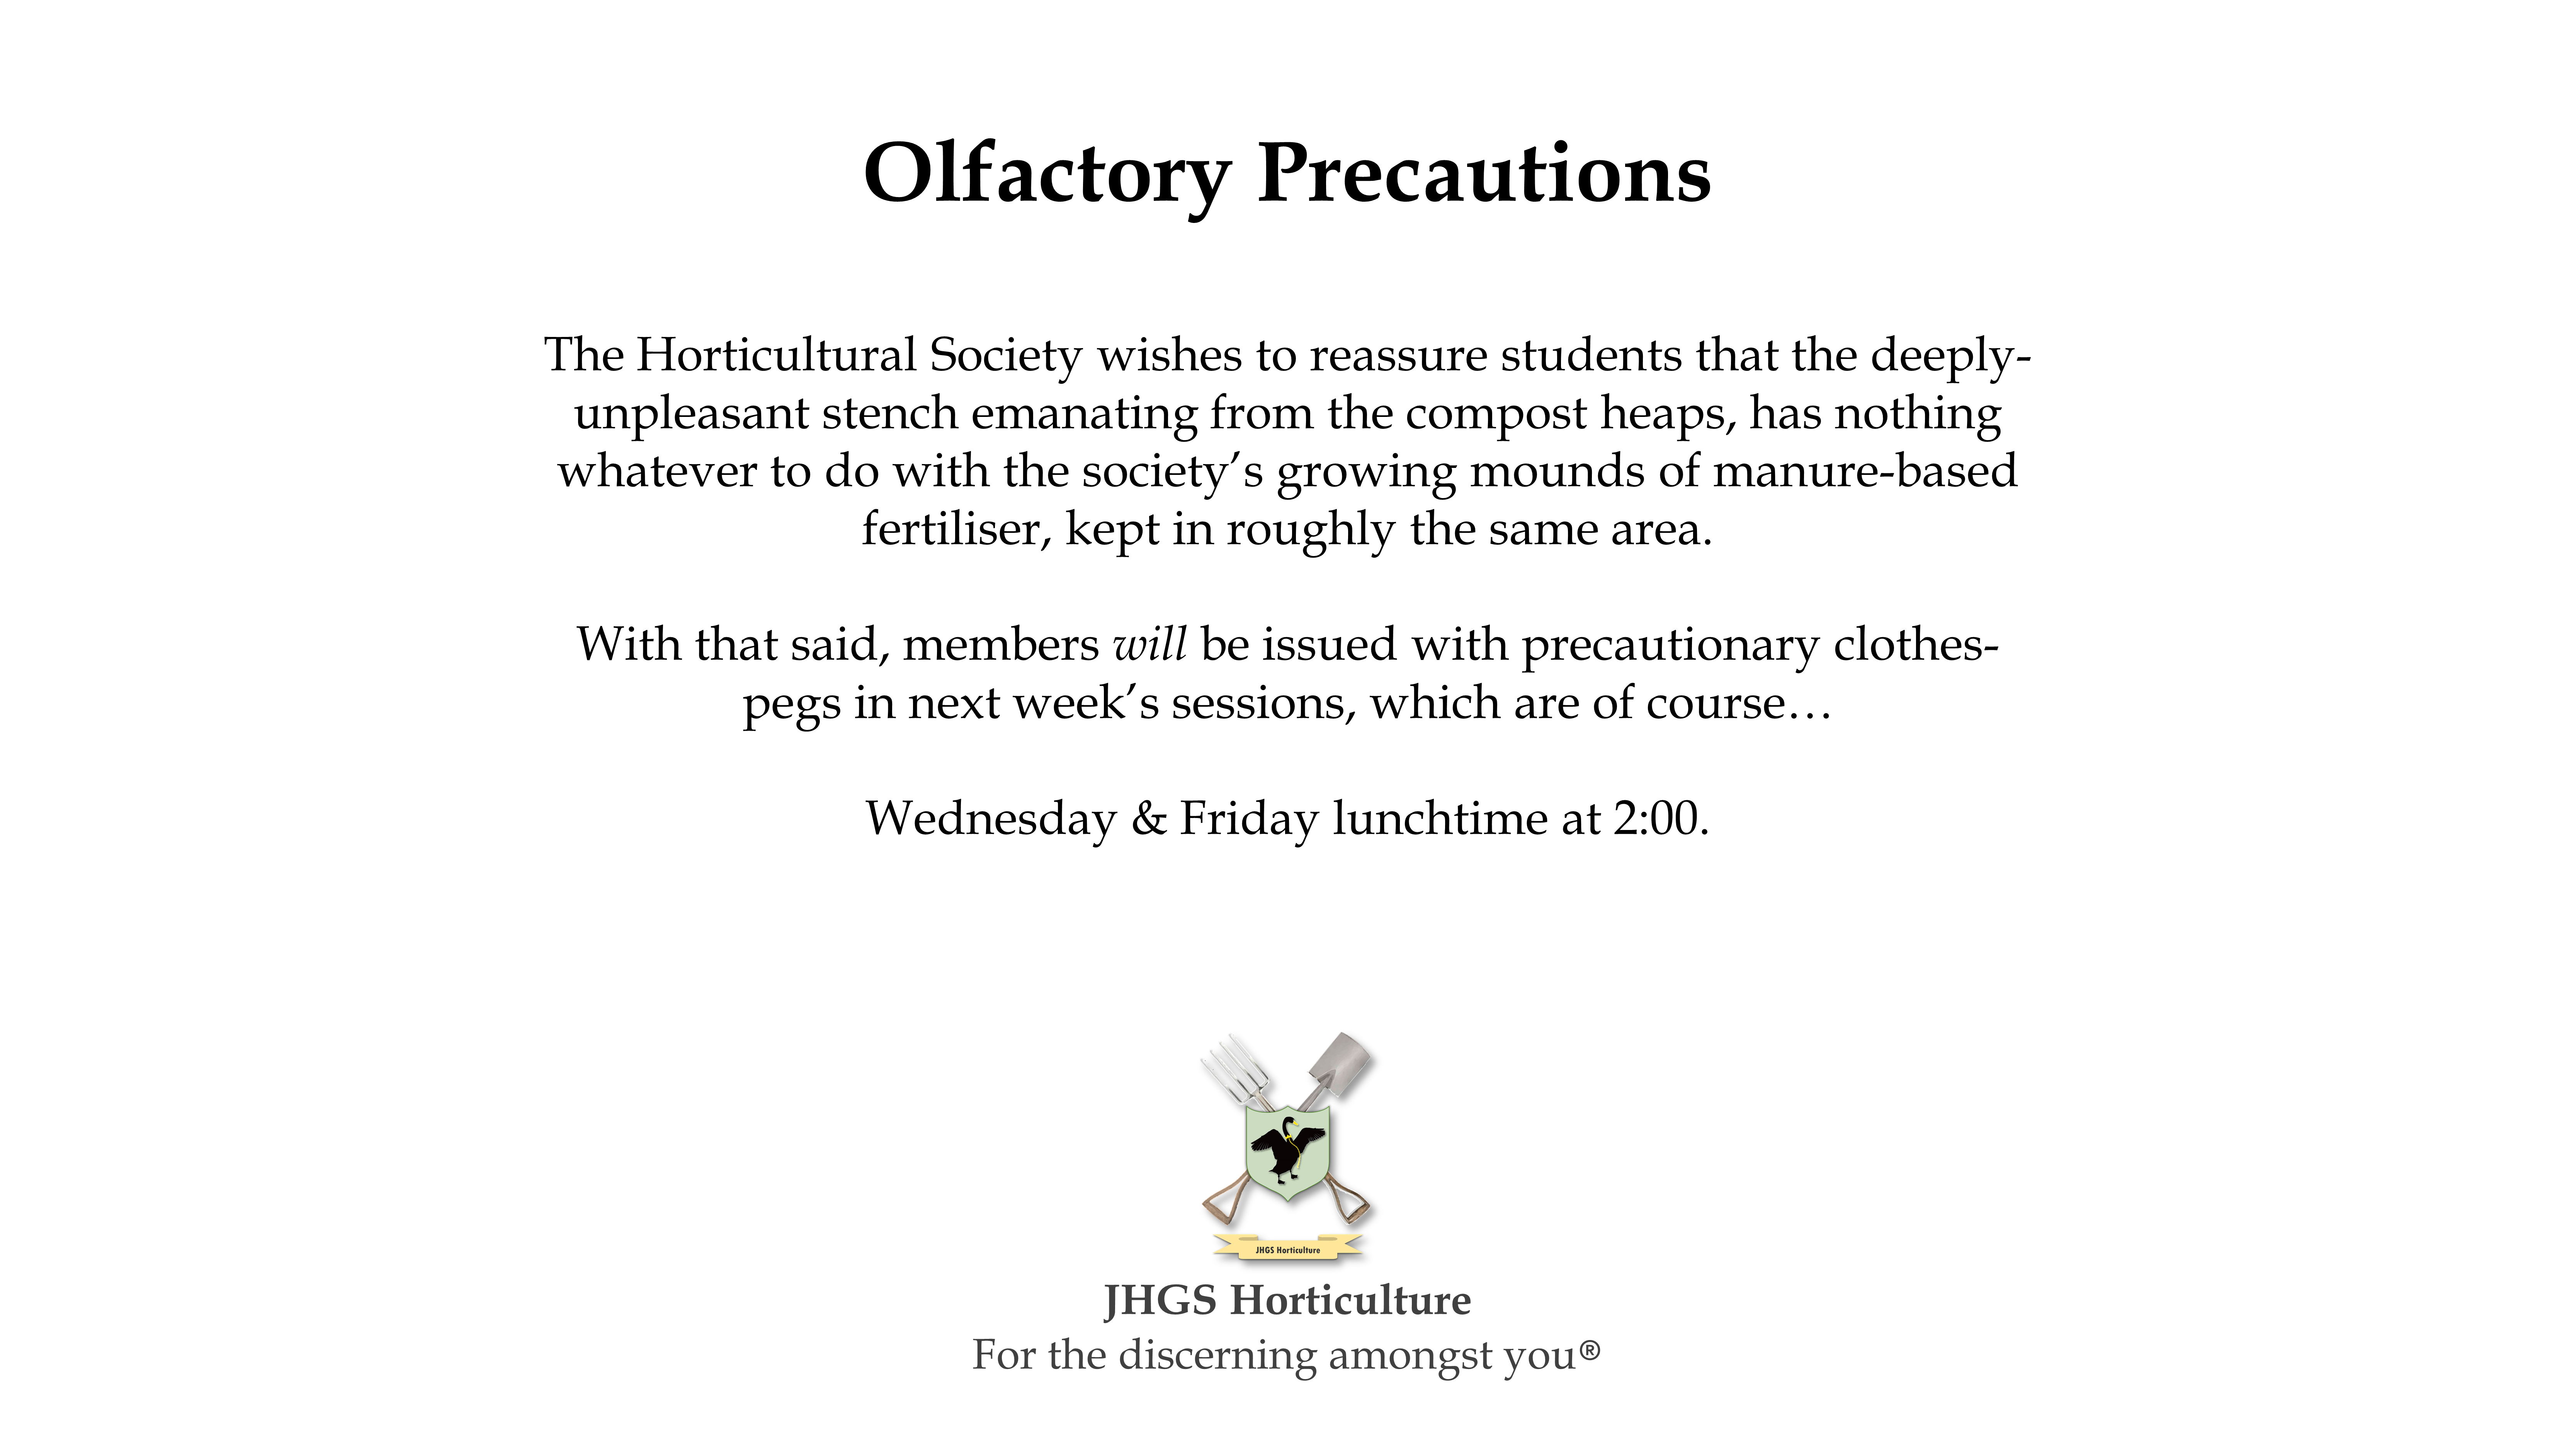 Olfactory Precautions
The Horticultural Society wishes to reassure students that the deeply-
unpleasant stench emanating from the compost heaps, has nothing
whatever to do with the society’s growing mounds of manure-based
fertiliser, kept in roughly the same area.
With that said, members will be issued with precautionary clothes-
pegs in next week’s sessions, which are of course…
Wednesday & Friday lunchtime at 2:00.
JHGS Horticulture
JHGS Horticulture
For the discerning amongst you®